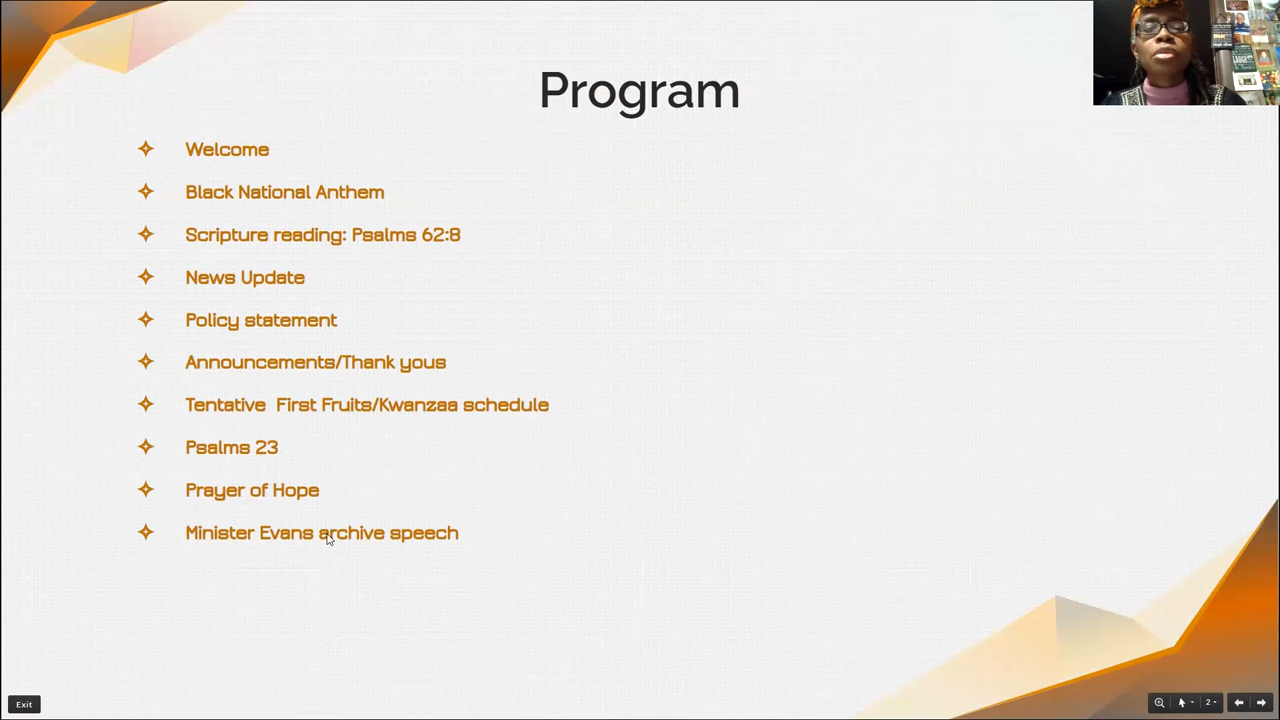 Program
Welcome
Black National Anthem
Scripture reading: Psalms 62:8
News Update
Policy statement
Announcements/Thank yous
Tentative  First Fruits/Kwanzaa schedule
Psalms 23
Prayer of Hope
Minister Evans archive speech
Exit
2